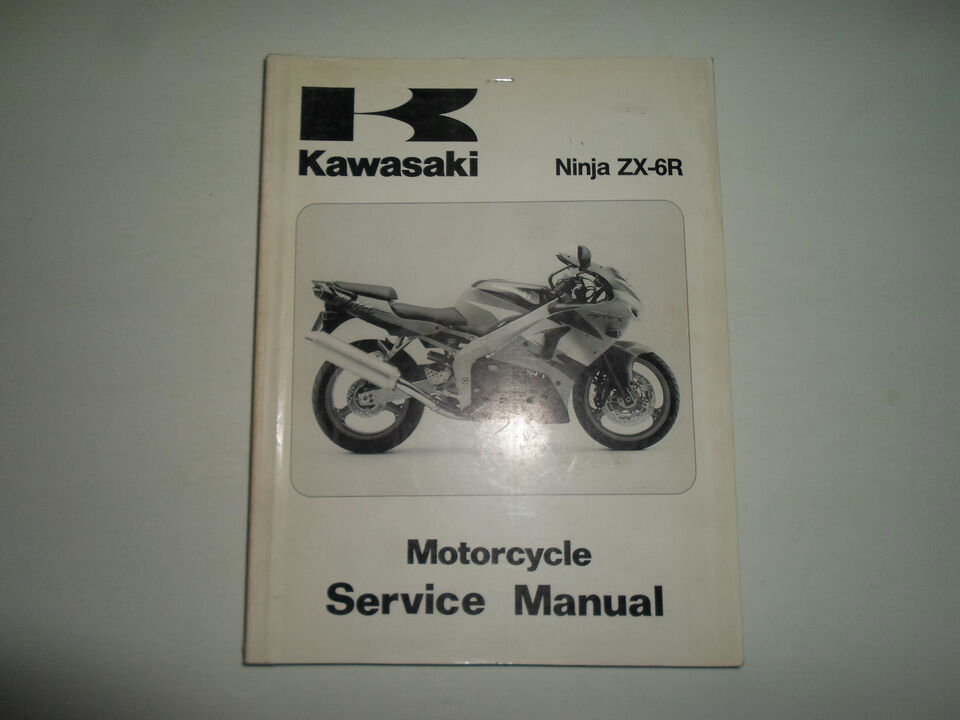 Kawasaki
Ninja ZX-6R
Motorcycle
Service Manual